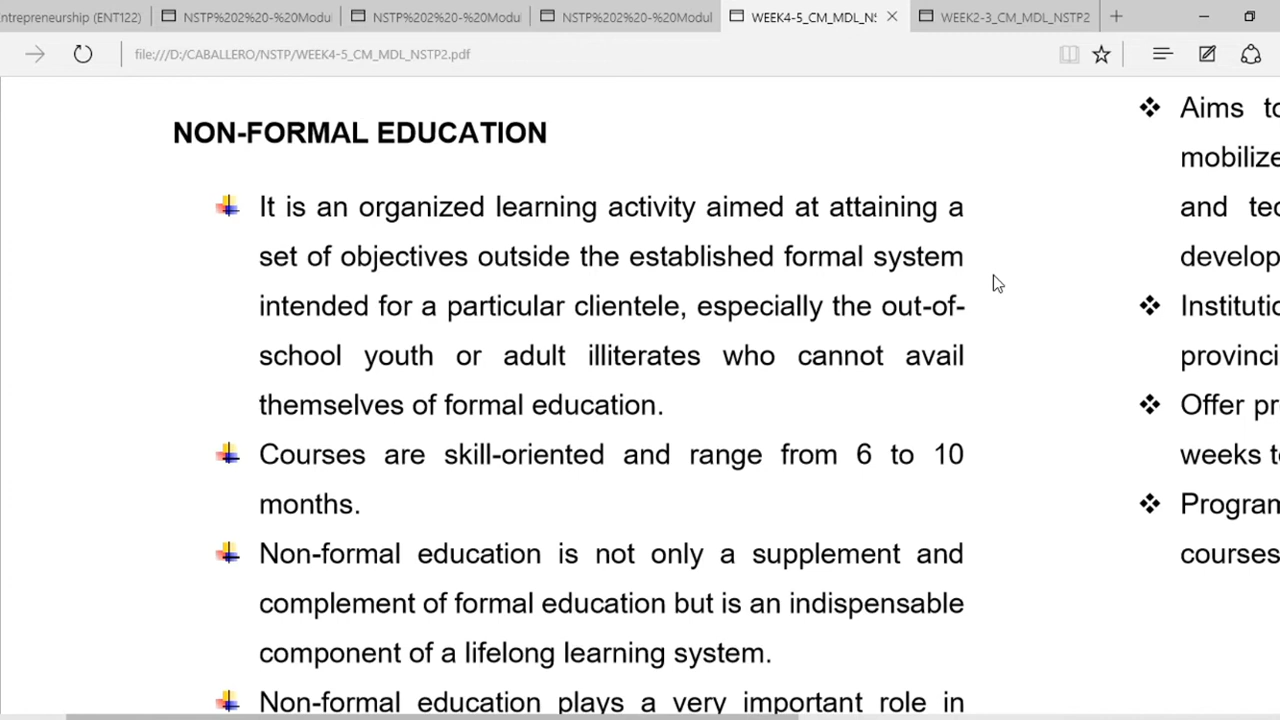 ntrepreneurship (ENT122)
NSTP%202%20-%20Modul
NSTP%202%20-%20Modul
NSTP%202%20-%20Modul
WEEK4-5_CM_MDL_NS
WEEK2-3_CM_MDL_NSTP2
file:///D:/CABALLERO/NSTP/WEEK4-5_CM_MDL_NSTP2.pdf
NON-FORMAL EDUCATION
It is an organized learning activity aimed at attaining a
set of objectives outside the established formal system
intended for a particular clientele, especially the out-of-
school youth or adult illiterates who cannot avail
themselves of formal education.
Courses are skill-oriented and range from 6 to 10
months.
Non-formal education is not only a supplement and
complement of formal education but is an indispensable
component of a lifelong learning system.
Non-formal education plays a very important role in
Aims to
mobilize
and tec
develop
Institutio
provinci
Offer pr
weeks to
Program
courses